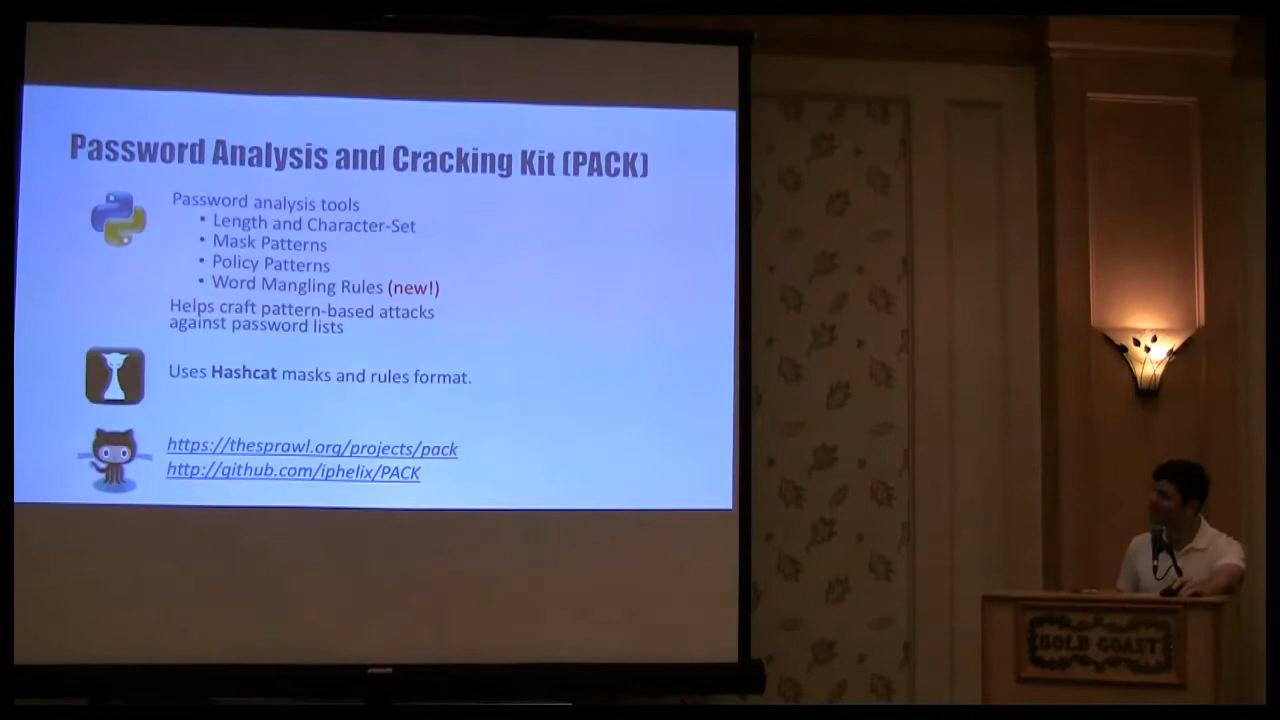 Password Analysis and Cracking Kit (PACK)
Password analysis tools
• Length and Character-Set
• Mask Patterns
• Policy Patterns
• Word Mangling Rules (new!)
Helps craft pattern-based attacks
against password lists
Uses Hashcat masks and rules format.
https://thesprawl.org/projects/pack
http://github.com/iphelix/PACK
GOLD COAST